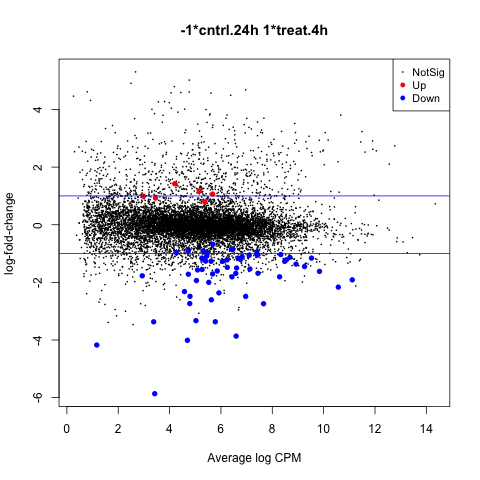 -1*cntrl.24h 1*treat.4h
NotSig
Up
Down
log-fold-change
4
2
0
-2
-4
-6
0 2 4 6 8 10 12 14
Average log CPM